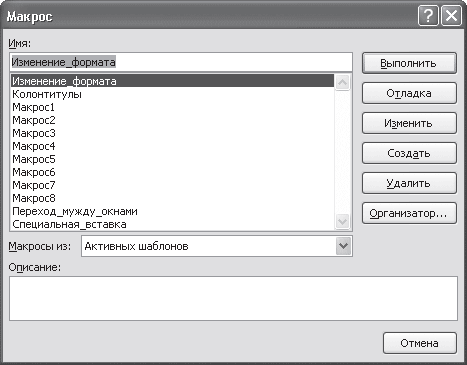 Макрос
Имя:
Изменение_формата
Изменение_формата
Колонтитулы
Макрос1
Макрос2
Макрос3
Макрос4
Макрос5
Макрос6
Макрос7
Макрос8
Переход_мужду_окнами
Специальная_вставка
Макросы из: Активных шаблонов
Описание:
Выполнить
Отладка
Изменить
Создать
Удалить
Организатор...
Отмена